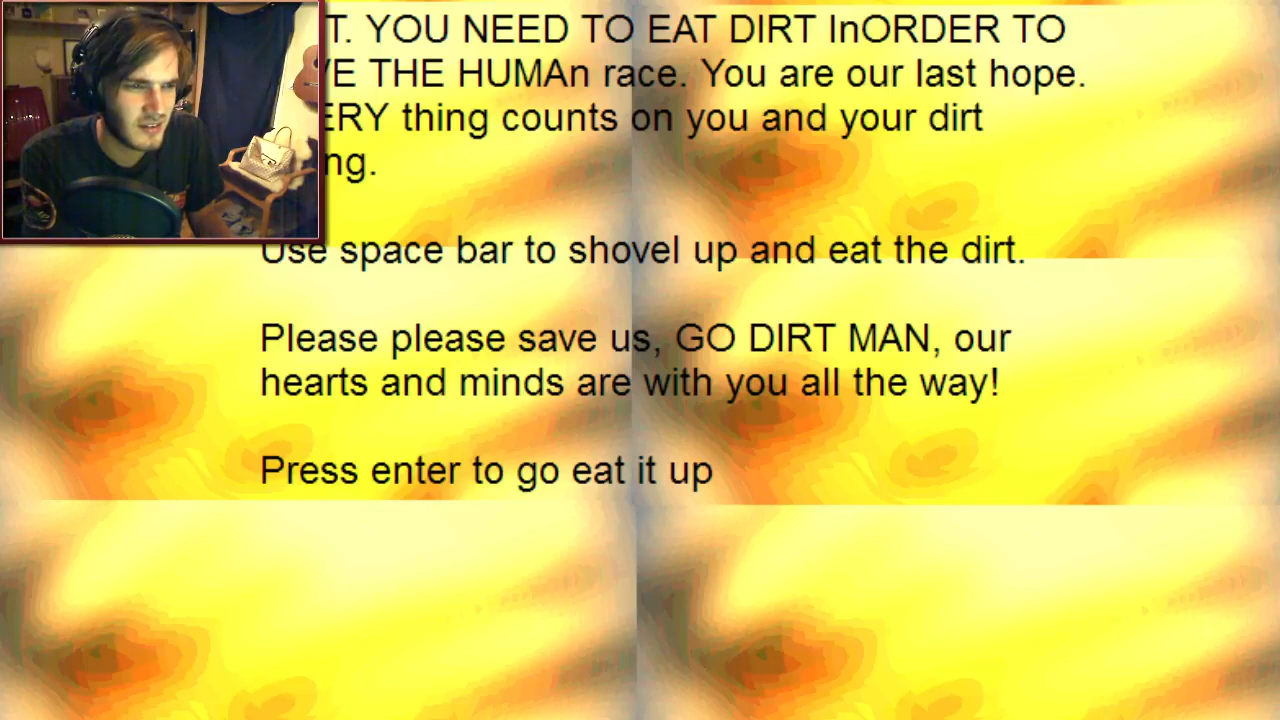 T. YOU NEED TO EAT DIRT InORDER TO
THE HUMAn race. You are our last hope.
thing counts on you and your dirt
Use space bar to shovel up and eat the dirt.
Please please save us, GO DIRT MAN, our
hearts and minds are with you all the way!
Press enter to go eat it up